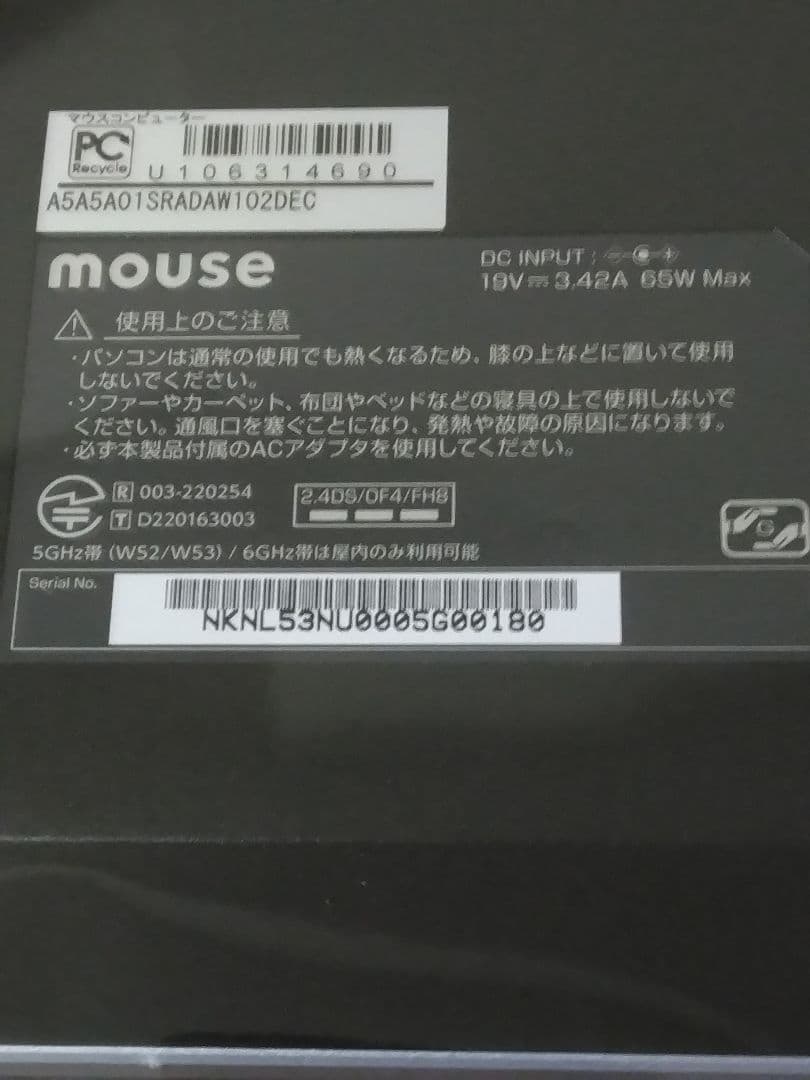 マウスコンピューター
PC
Recycle
U106314690
A5A5A01SRADAW102DEC
mouse
DC INPUT :
19V⎓3.42A 65W Max
使用上のご注意
・パソコンは通常の使用でも熱くなるため、膝の上などに置いて使用
しないでください。
・ソファーやカーペット、布団やベッドなどの寝具の上で使用しないで
ください。通風口を塞ぐことになり、発熱や故障の原因になります。
・必ず本製品付属のACアダプタを使用してください。
R 003-220254
T D220163003
2.4DS/OF4/FH8
5GHz帯 (W52/W53) / 6GHz帯は屋内のみ利用可能
Serial No.
NKNL53NU0005G00180